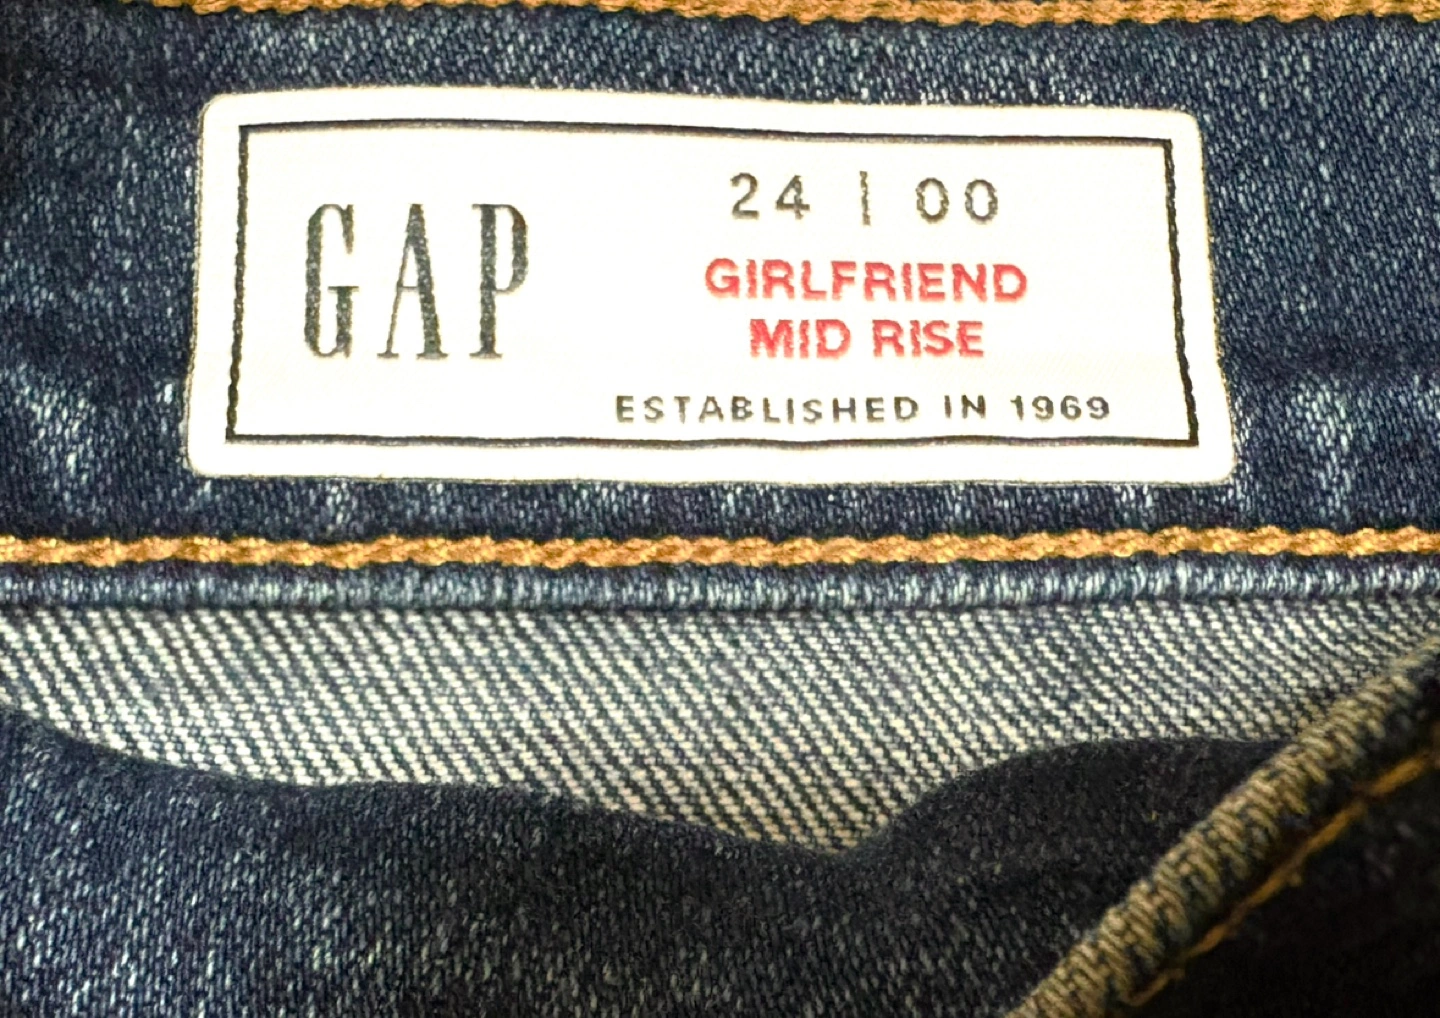 GAP
24 | 00
GIRLFRIEND
MID RISE
ESTABLISHED IN 1969